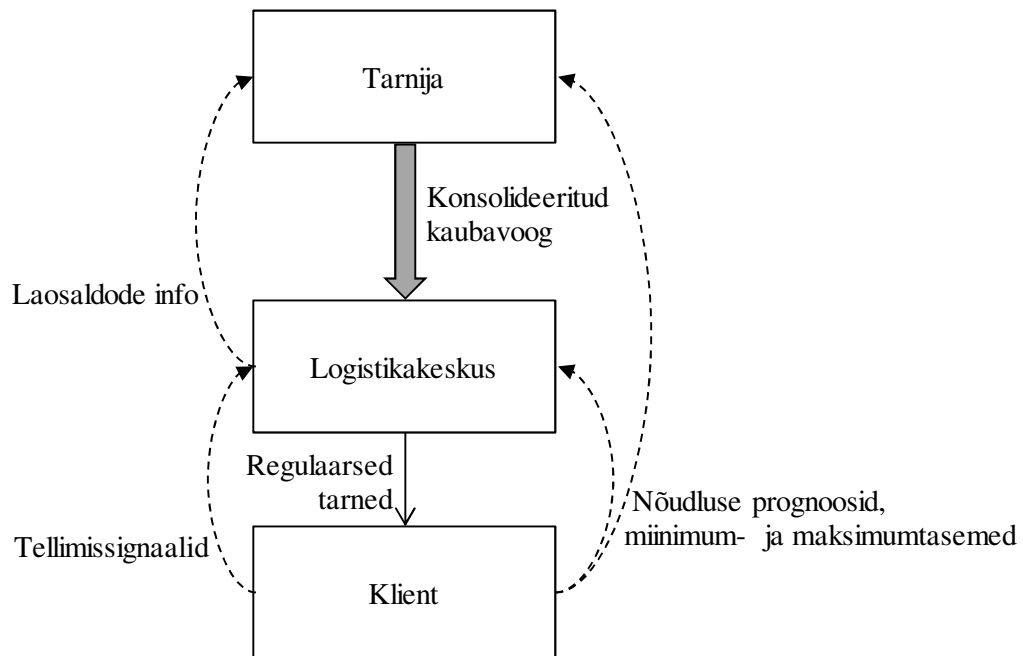 Tarnija
Konsolideeritud
kaubavoog
Laosaldode info
Logistikakeskus
Regulaarsed
tarned
Nõudluse prognoosid,
miinimum- ja maksimumtasemed
Tellimissignaalid
Klient